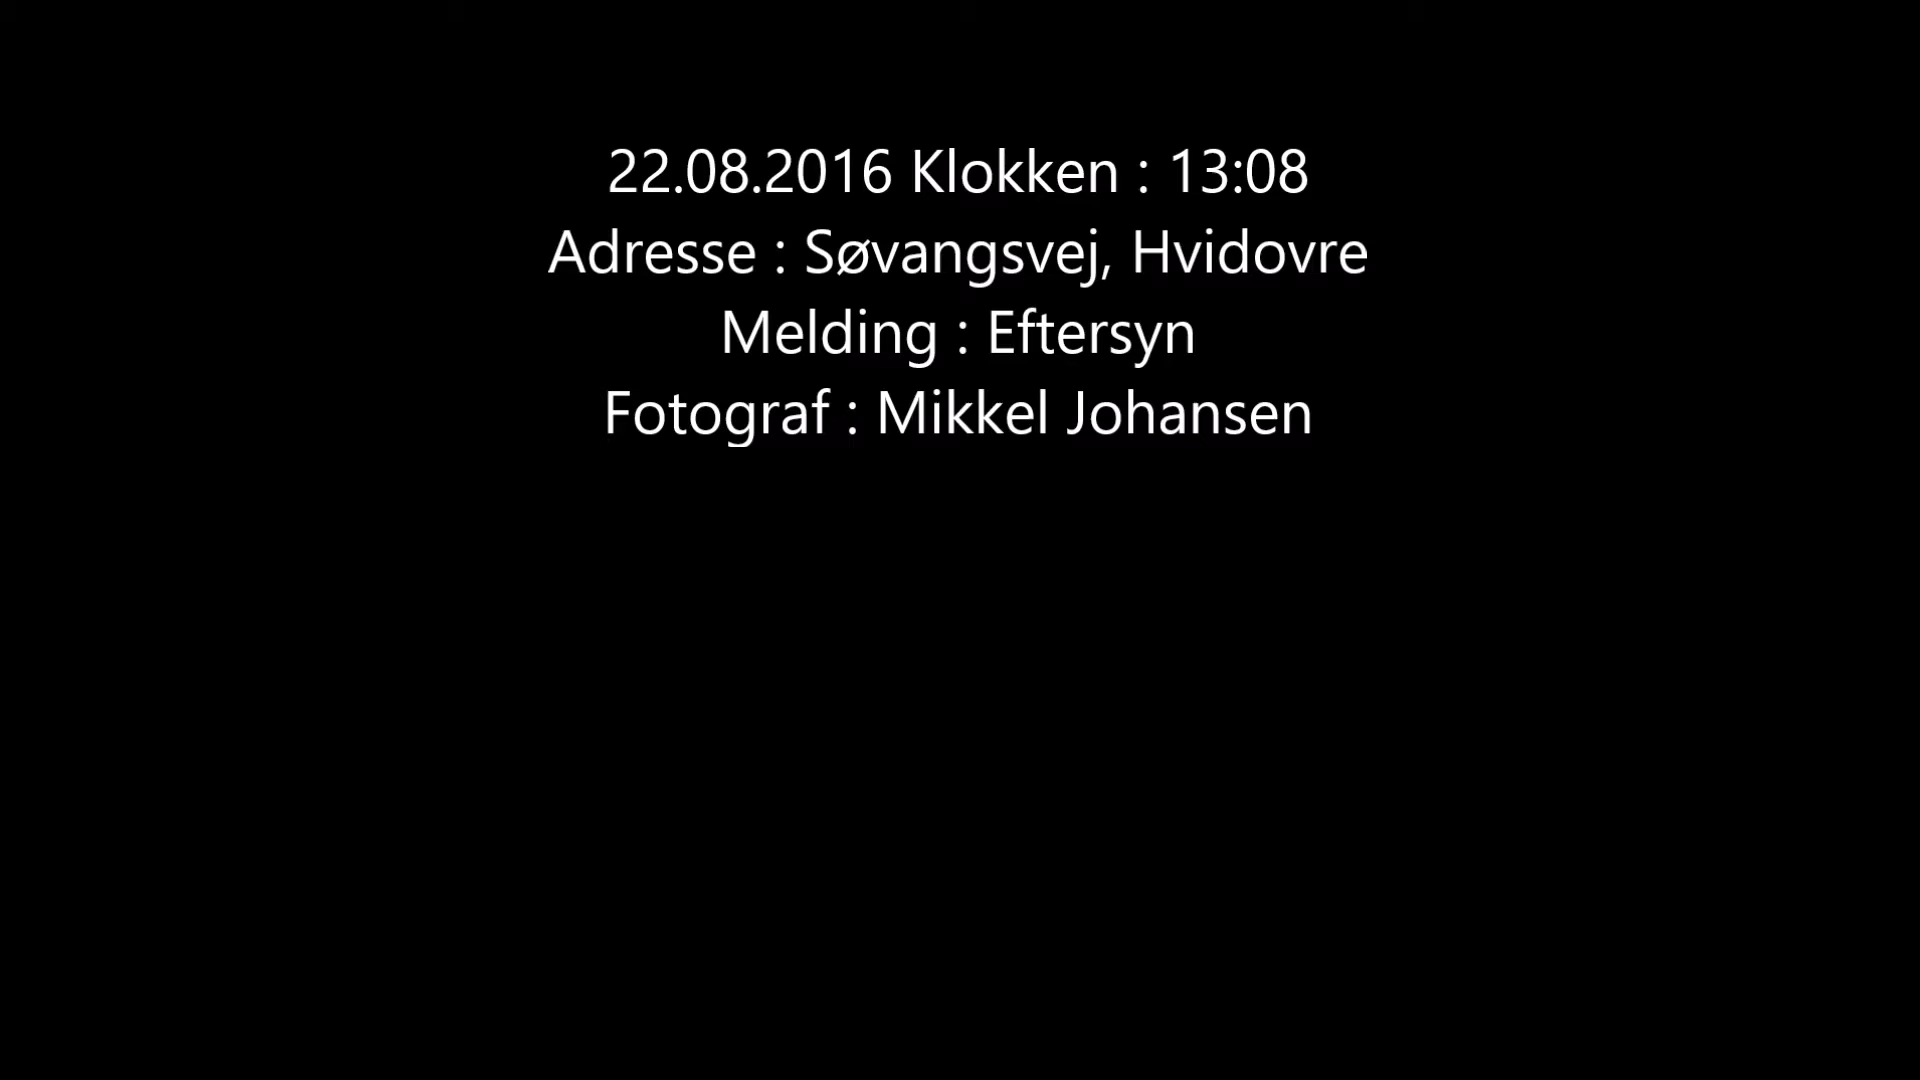 22.08.2016 Klokken : 13:08
Adresse : Søvangsvej, Hvidovre
Melding : Eftersyn
Fotograf : Mikkel Johansen